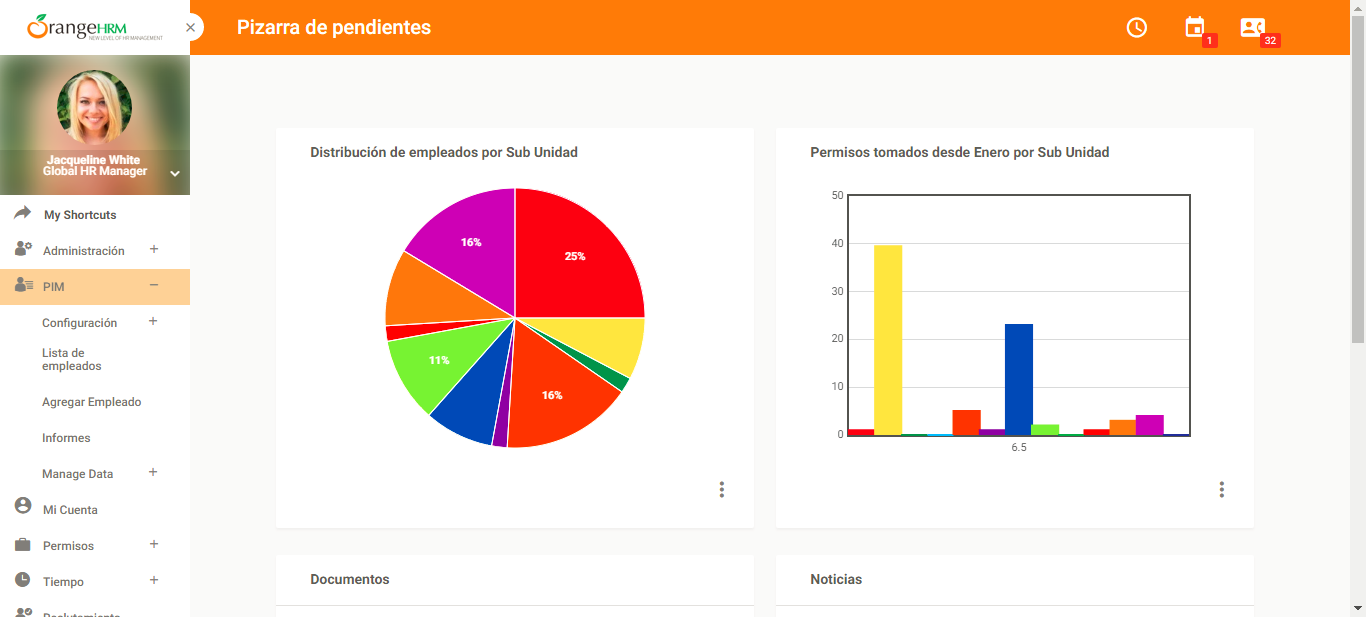 OrangeHRM
NEW LEVEL OF HR MANAGEMENT
Pizarra de pendientes
1
32
Jacqueline White
Global HR Manager
My Shortcuts
Administración
PIM
Configuración
Lista de
empleados
Agregar Empleado
Informes
Manage Data
Mi Cuenta
Permisos
Tiempo
Reclutamiento
Distribución de empleados por Sub Unidad
16%
25%
11%
16%
Permisos tomados desde Enero por Sub Unidad
50
40
30
20
10
0
6.5
Documentos
Noticias